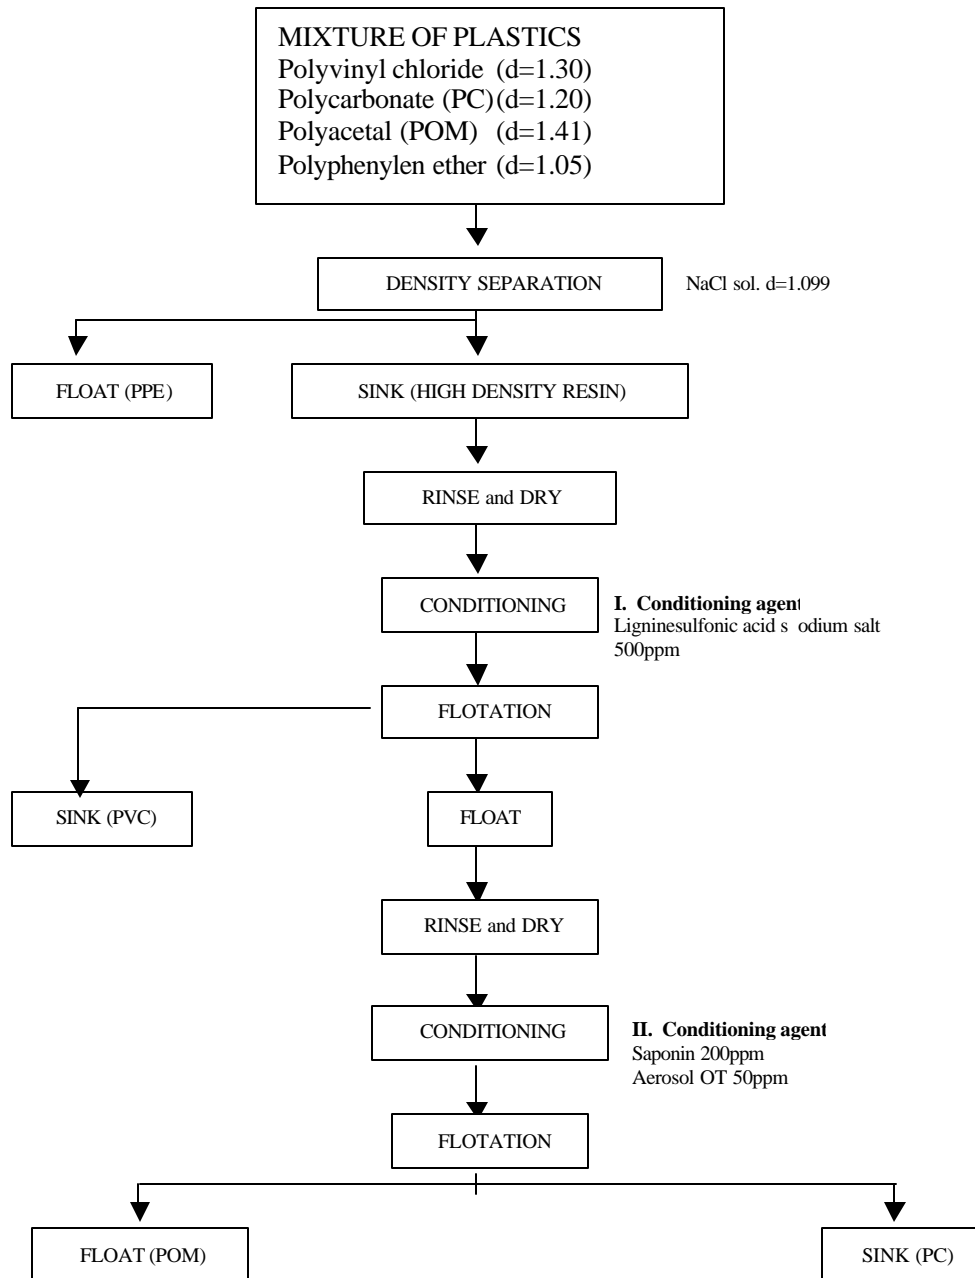 MIXTURE OF PLASTICS
Polyvinyl chloride (d=1.30)
Polycarbonate (PC)(d=1.20)
Polyacetal (POM) (d=1.41)
Polyphenylen ether (d=1.05)
DENSITY SEPARATION
NaCl sol. d=1.099
FLOAT (PPE)
SINK (HIGH DENSITY RESIN)
RINSE and DRY
CONDITIONING
I. Conditioning agent
Ligninesulfonic acid s odium salt
500ppm
FLOTATION
SINK (PVC)
FLOAT
RINSE and DRY
CONDITIONING
II. Conditioning agent
Saponin 200ppm
Aerosol OT 50ppm
FLOTATION
FLOAT (POM)
SINK (PC)